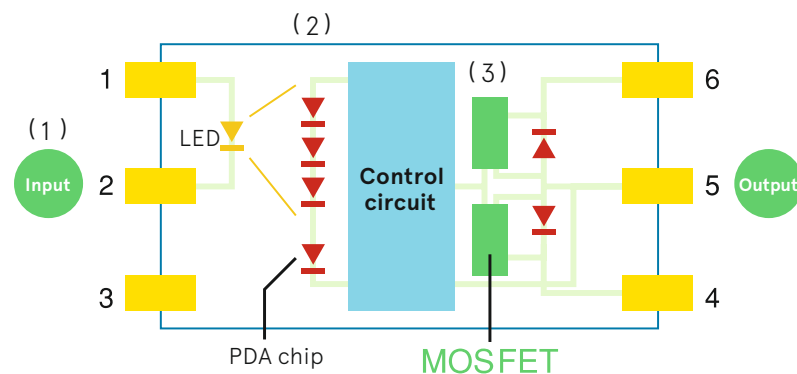 (2)
1
6
(3)
(1)
LED
Input
2
Control
circuit
5
Output
3
4
PDA chip
MOSFET